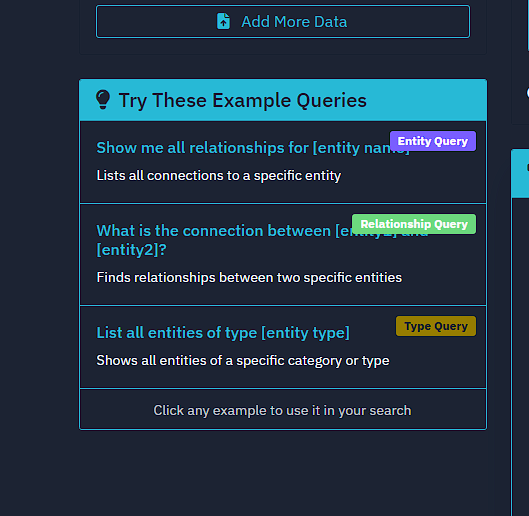 Add More Data
Try These Example Queries
Show me all relationships for [entity name]
Entity Query
Lists all connections to a specific entity
What is the connection between [entity1] and
Relationship Query
[entity2]?
Finds relationships between two specific entities
List all entities of type [entity type]
Type Query
Shows all entities of a specific category or type
Click any example to use it in your search